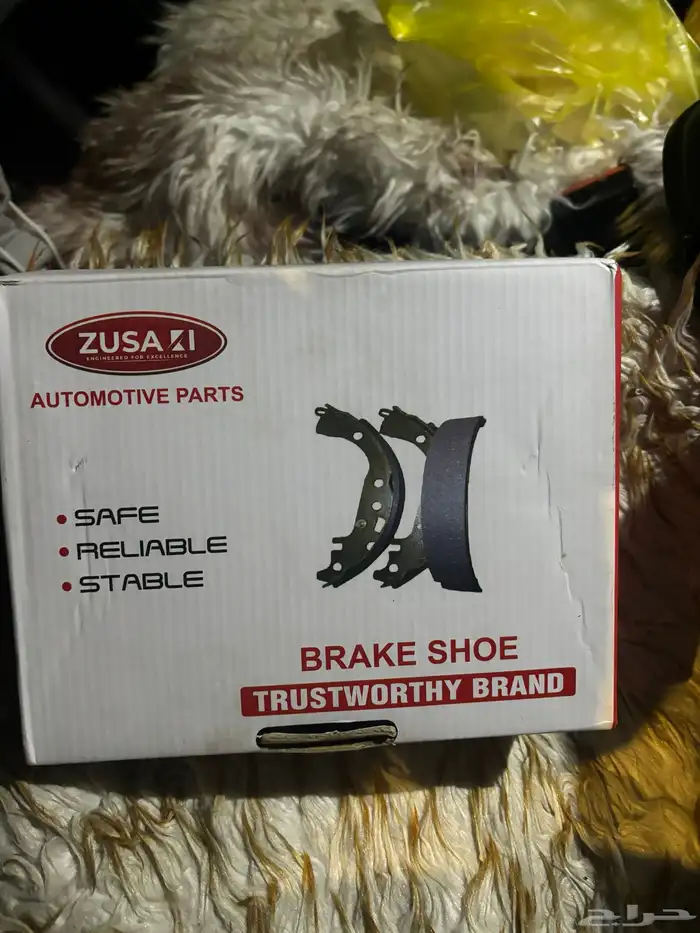 ZUSAKI
ENGINEERED FOR EXCELLENCE
AUTOMOTIVE PARTS
• SAFE
• RELIABLE
• STABLE
BRAKE SHOE
TRUSTWORTHY BRAND
حراج